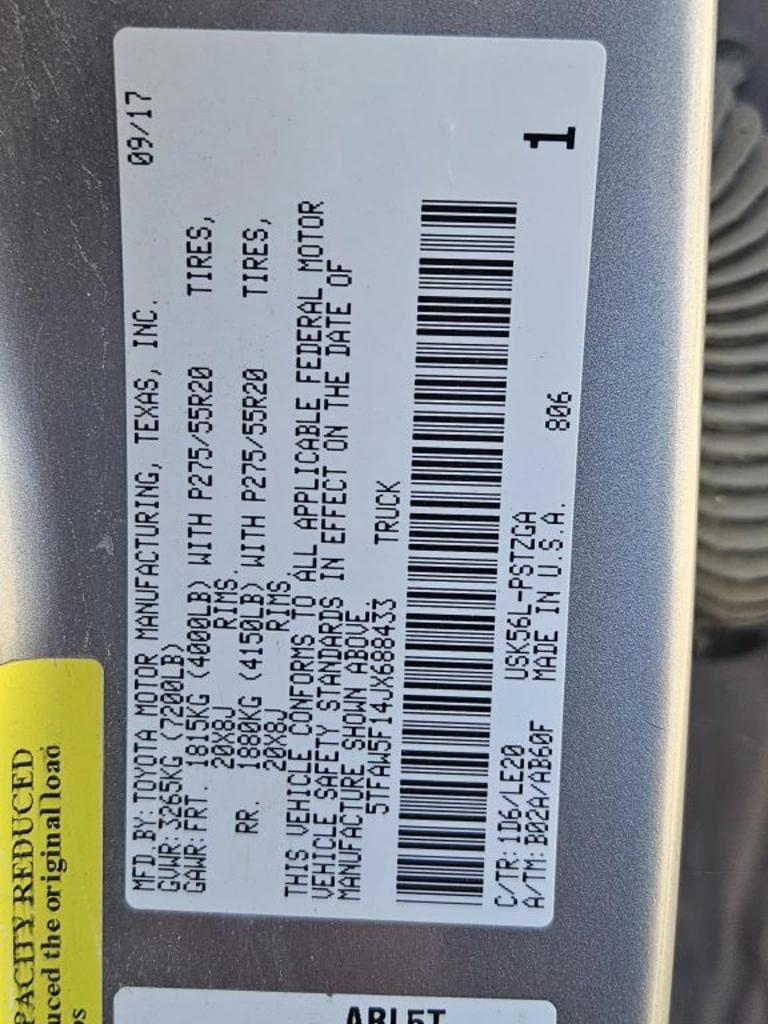 MFD.BY:TOYOTA MOTOR MANUFACTURING, TEXAS, INC. 09/17
GVWR:3265KG (7200LB)
GAWR:FRT. 1815KG (4000LB) WITH P275/55R20 TIRES,
20X8J RIMS.
RR. 1880KG (4150LB) WITH P275/55R20 TIRES,
20X8J RIMS
THIS VEHICLE CONFORMS TO ALL APPLICABLE FEDERAL MOTOR
VEHICLE SAFETY STANDARDS IN EFFECT ON THE DATE OF
MANUFACTURE SHOWN ABOVE.
5TFAW5F14JX688433 TRUCK
C/TR:1D6/LE20 USK56L-PSTZGA
A/TM:B02A/AB60F MADE IN U.S.A. 806
1
PACITY REDUCED
uced the original load